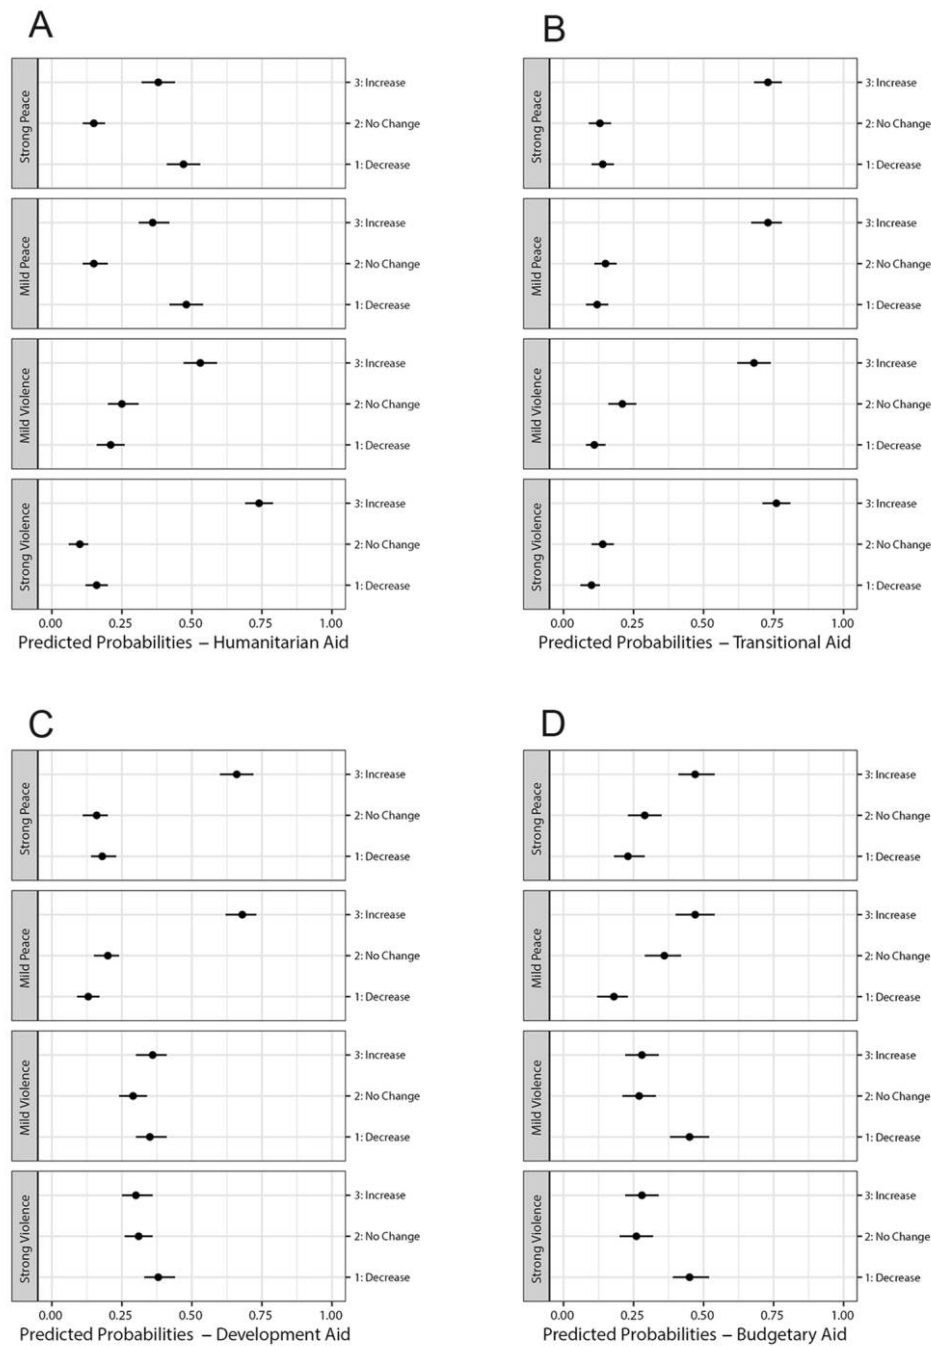 A
Strong Peace
3: Increase
2: No Change
1: Decrease
Mild Peace
3: Increase
2: No Change
1: Decrease
Mild Violence
3: Increase
2: No Change
1: Decrease
Strong Violence
3: Increase
2: No Change
1: Decrease
0.00 0.25 0.50 0.75 1.00
Predicted Probabilities – Humanitarian Aid
B
Strong Peace
3: Increase
2: No Change
1: Decrease
Mild Peace
3: Increase
2: No Change
1: Decrease
Mild Violence
3: Increase
2: No Change
1: Decrease
Strong Violence
3: Increase
2: No Change
1: Decrease
0.00 0.25 0.50 0.75 1.00
Predicted Probabilities – Transitional Aid
C
Strong Peace
3: Increase
2: No Change
1: Decrease
Mild Peace
3: Increase
2: No Change
1: Decrease
Mild Violence
3: Increase
2: No Change
1: Decrease
Strong Violence
3: Increase
2: No Change
1: Decrease
0.00 0.25 0.50 0.75 1.00
Predicted Probabilities – Development Aid
D
Strong Peace
3: Increase
2: No Change
1: Decrease
Mild Peace
3: Increase
2: No Change
1: Decrease
Mild Violence
3: Increase
2: No Change
1: Decrease
Strong Violence
3: Increase
2: No Change
1: Decrease
0.00 0.25 0.50 0.75 1.00
Predicted Probabilities – Budgetary Aid